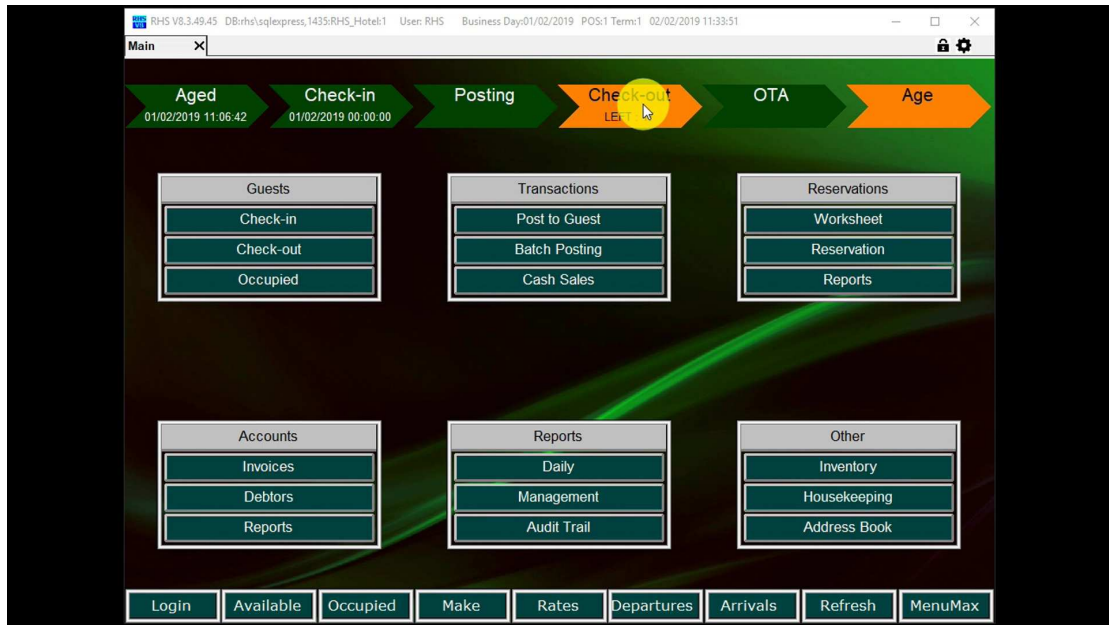 RHS V8.3.49.45 DB:rhs\sqlexpress,1435:RHS_Hotel:1 User: RHS Business Day:01/02/2019 POS:1 Term:1 02/02/2019 11:33:51
Main
Aged Check-in Posting Check-out OTA Age
01/02/2019 11:06:42 01/02/2019 00:00:00 LEFT
Guests Transactions Reservations
Check-in Post to Guest Worksheet
Check-out Batch Posting Reservation
Occupied Cash Sales Reports
Accounts Reports Other
Invoices Daily Inventory
Debtors Management Housekeeping
Reports Audit Trail Address Book
Login Available Occupied Make Rates Departures Arrivals Refresh MenuMax